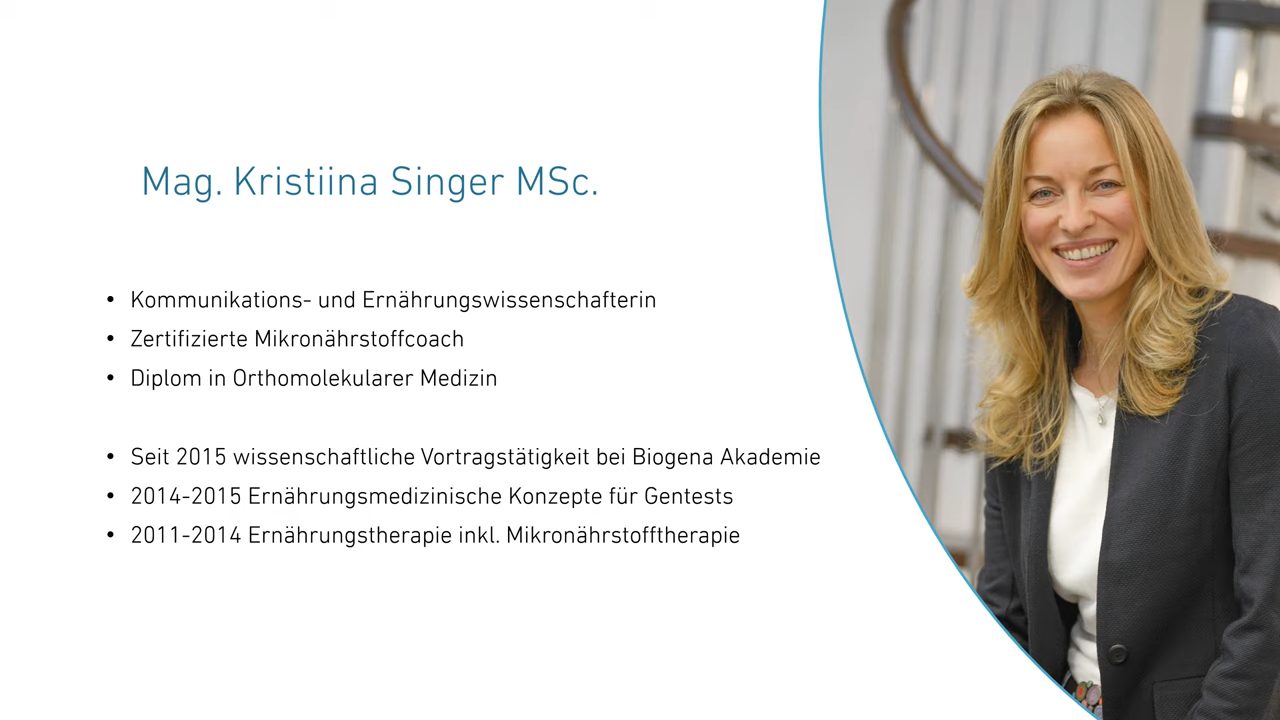 Mag. Kristiina Singer MSc.
• Kommunikations- und Ernährungswissenschafterin
• Zertifizierte Mikronährstoffcoach
• Diplom in Orthomolekularer Medizin
• Seit 2015 wissenschaftliche Vortragstätigkeit bei Biogena Akademie
• 2014-2015 Ernährungsmedizinische Konzepte für Gentests
• 2011-2014 Ernährungstherapie inkl. Mikronährstofftherapie